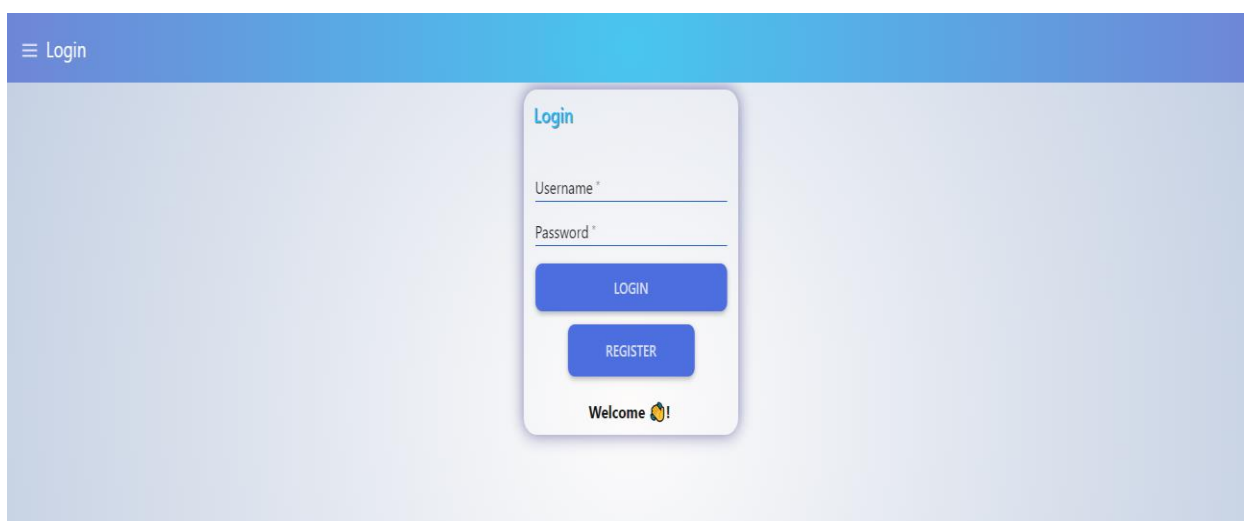 Login
Login
Username *
Password *
LOGIN
REGISTER
Welcome 👋!